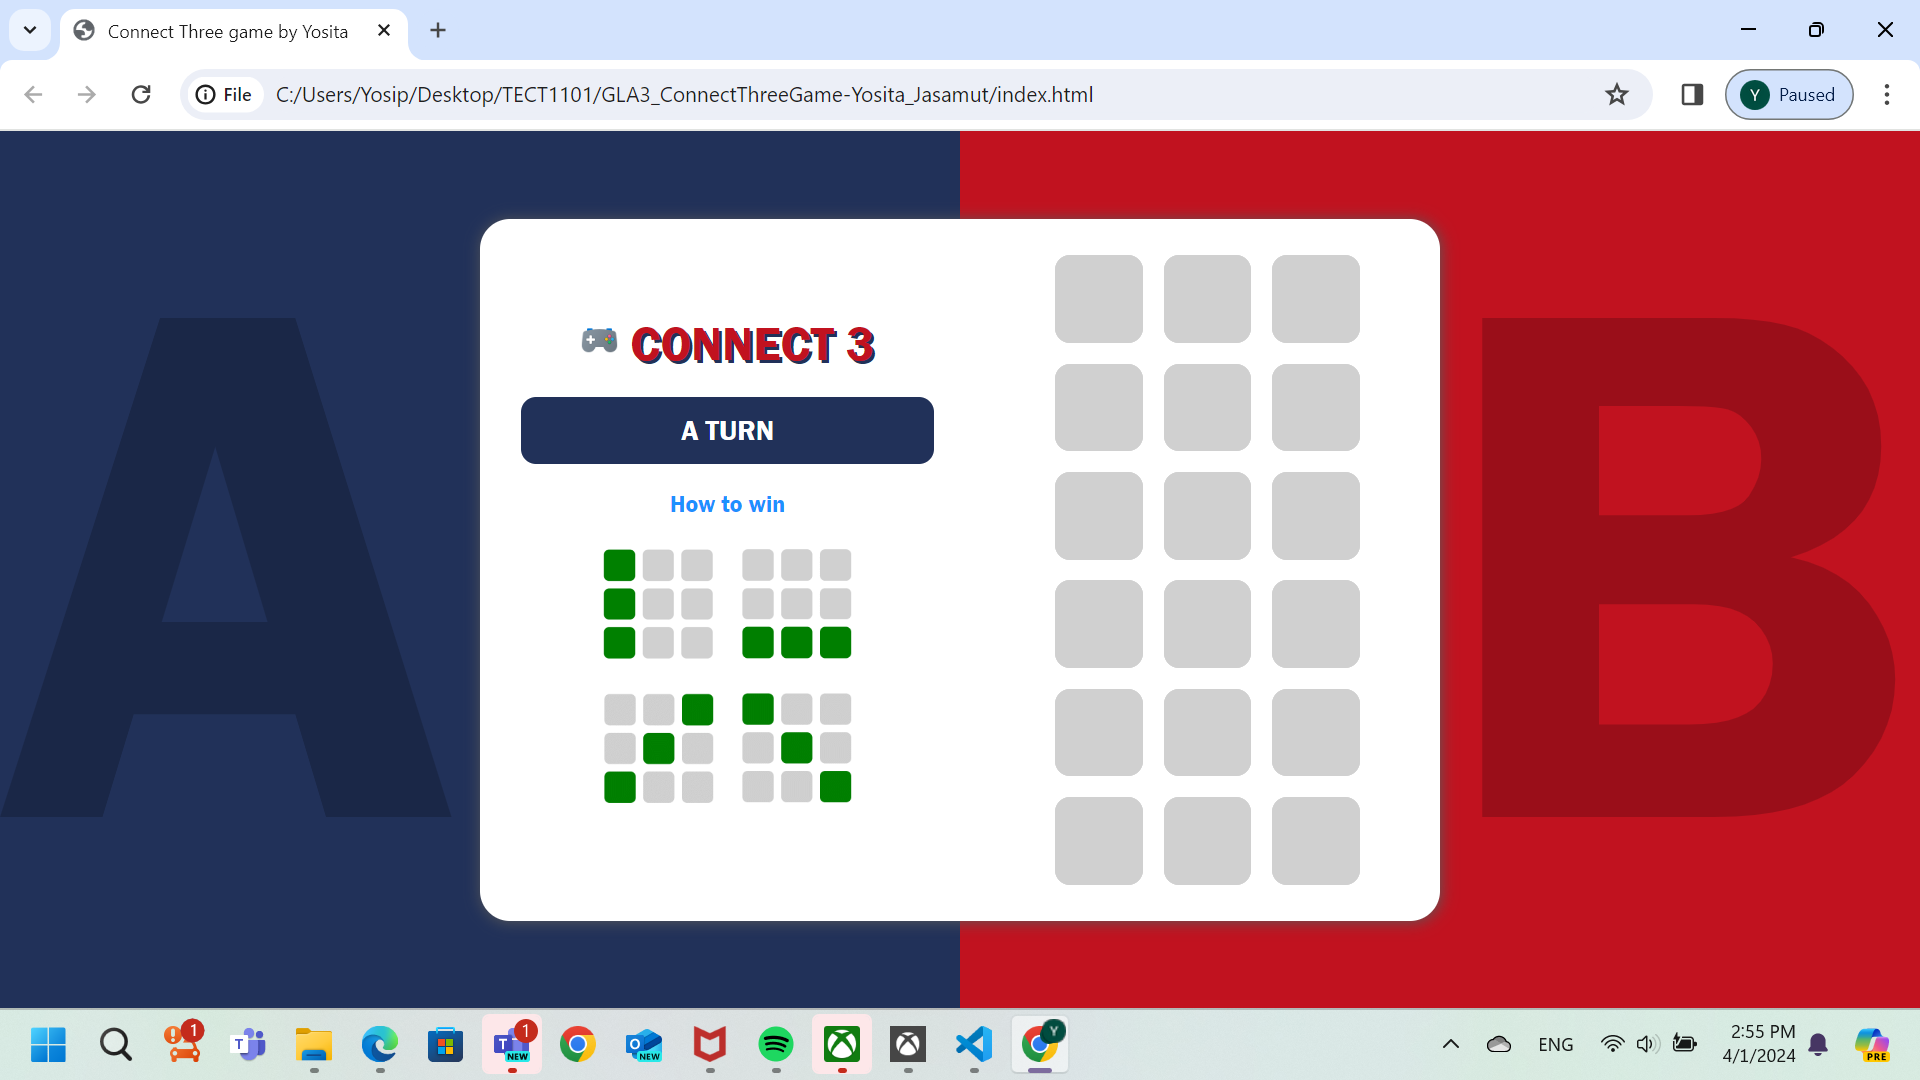 Connect Three game by Yosita
File
C:/Users/Yosip/Desktop/TECT1101/GLA3_ConnectThreeGame-Yosita_Jasamut/index.html
Y
Paused
A
B
CONNECT 3
A TURN
How to win
1
T
T
1
NEW
O
NEW
Y
ENG
2:55 PM
4/1/2024
PRE